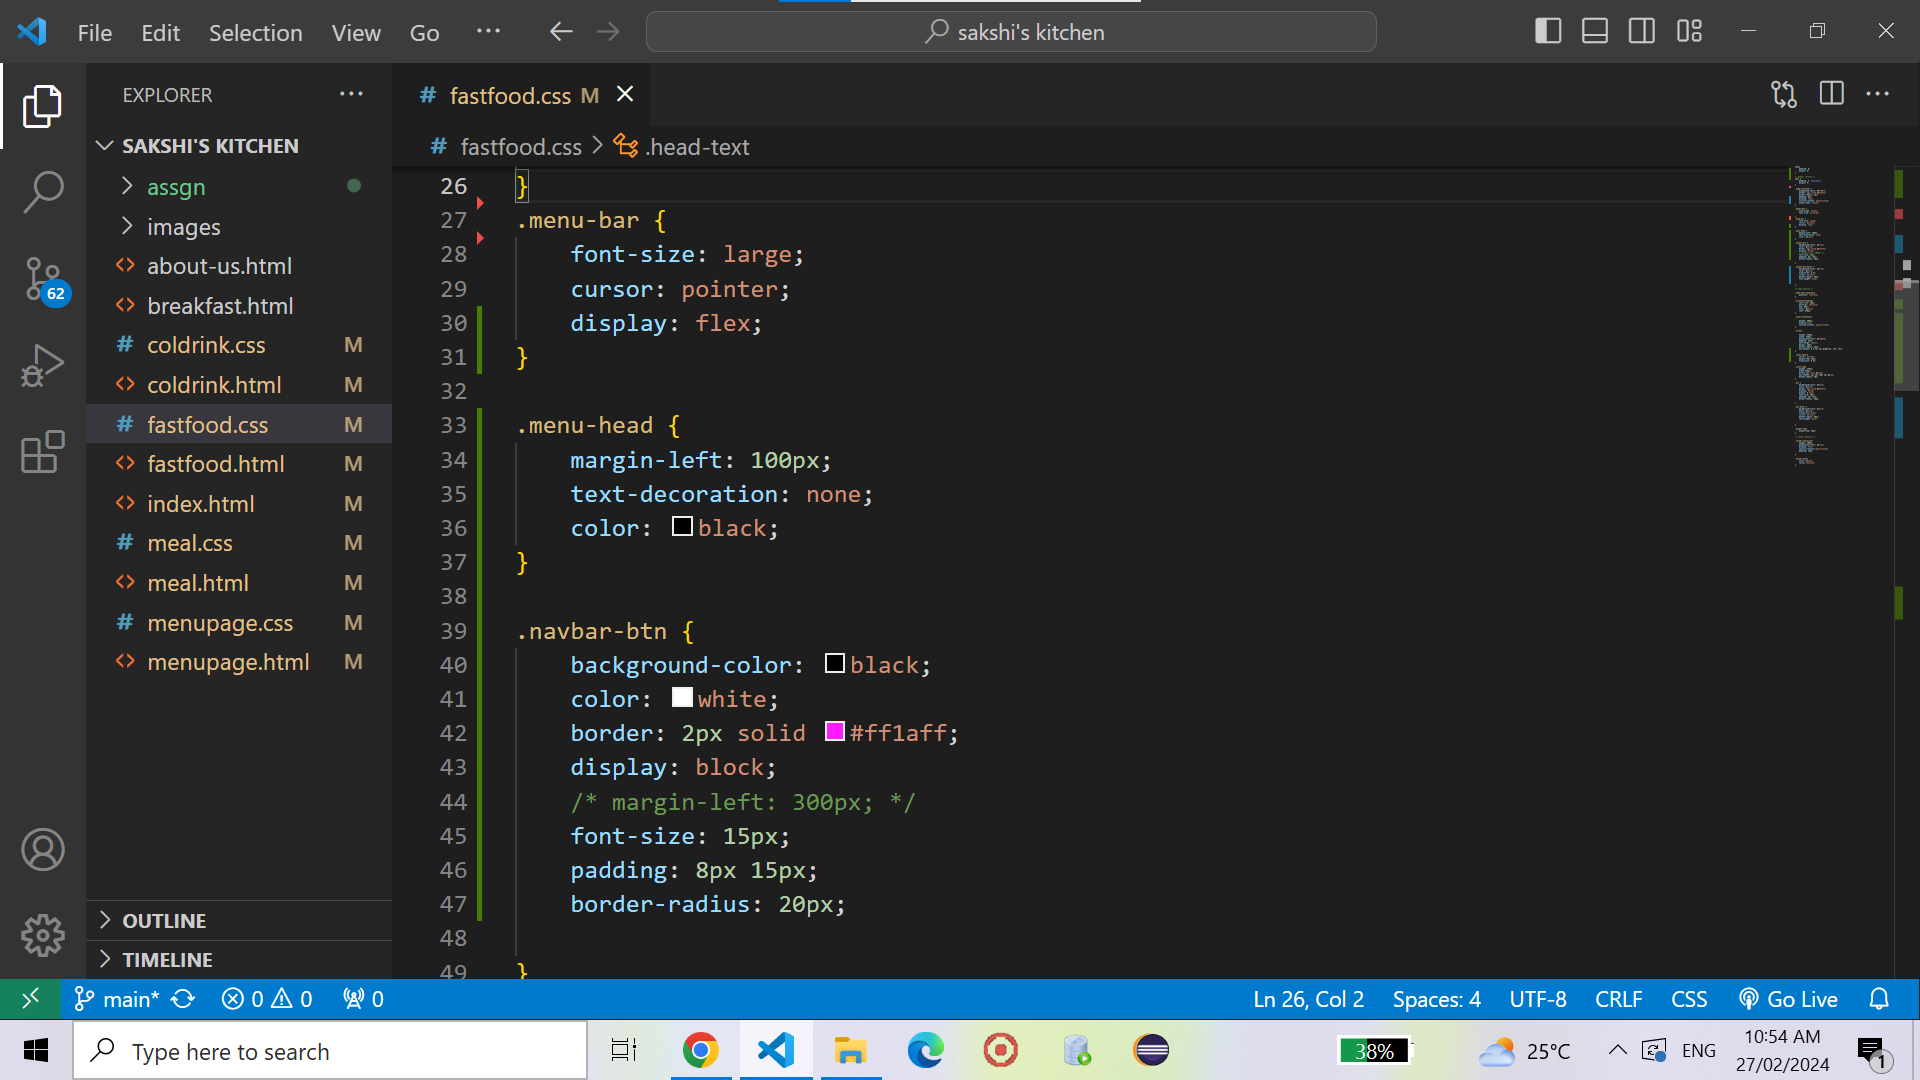 File Edit Selection View Go ··· sakshi's kitchen
EXPLORER ···
SAKSHI'S KITCHEN
assgn
images
about-us.html
breakfast.html
coldrink.css M
coldrink.html M
fastfood.css M
fastfood.html M
index.html M
meal.css M
meal.html M
menupage.css M
menupage.html M
OUTLINE
TIMELINE
62
# fastfood.css M
# fastfood.css > .head-text
26 }
27 .menu-bar {
28 font-size: large;
29 cursor: pointer;
30 display: flex;
31 }
32
33 .menu-head {
34 margin-left: 100px;
35 text-decoration: none;
36 color: black;
37 }
38
39 .navbar-btn {
40 background-color: black;
41 color: white;
42 border: 2px solid #ff1aff;
43 display: block;
44 /* margin-left: 300px; */
45 font-size: 15px;
46 padding: 8px 15px;
47 border-radius: 20px;
48
49 }
main* 0 0 0 Ln 26, Col 2 Spaces: 4 UTF-8 CRLF CSS Go Live
Type here to search 38% 25°C ENG 10:54 AM
27/02/2024 1